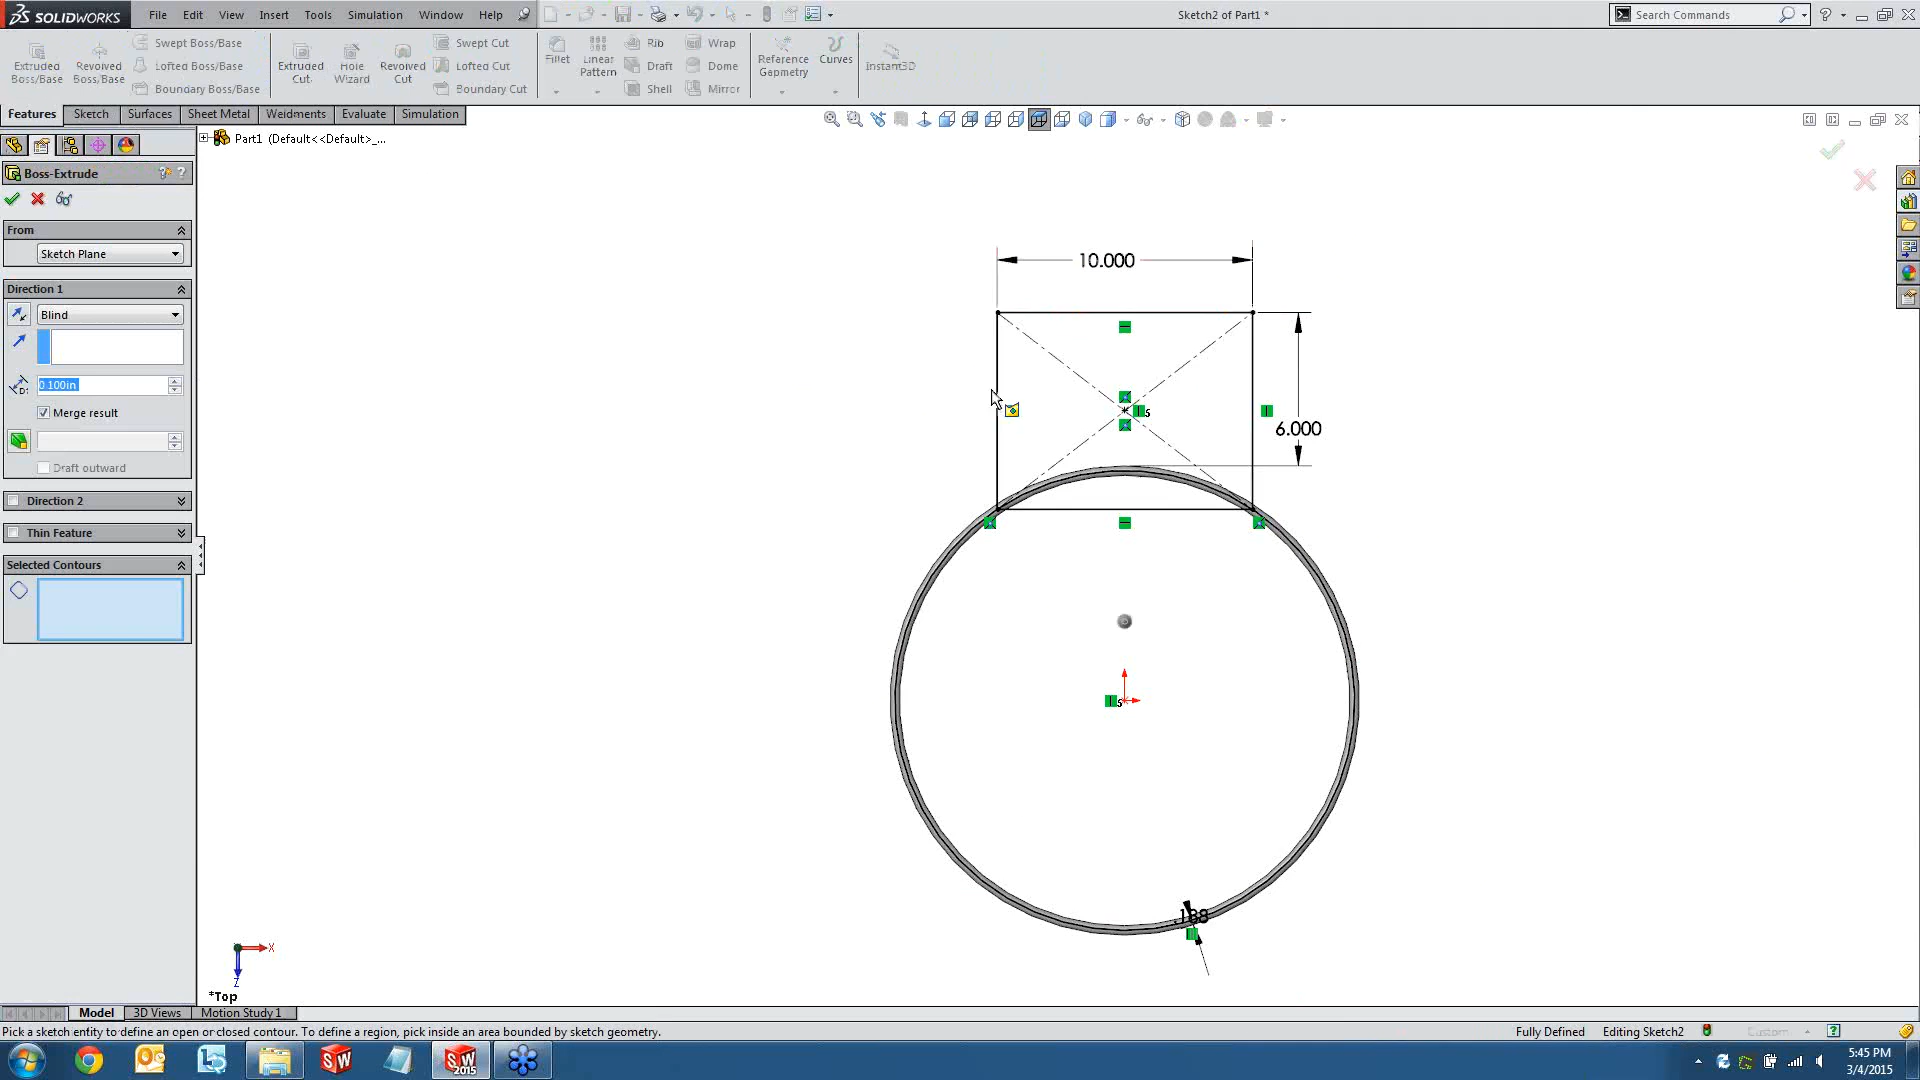 SOLIDWORKS File Edit View Insert Tools Simulation Window Help Sketch2 of Part1 * Search Commands
Extruded Boss/Base Revolved Boss/Base Swept Boss/Base Lofted Boss/Base Boundary Boss/Base Extruded Cut Hole Wizard Revolved Cut Swept Cut Lofted Cut Boundary Cut Fillet Linear Pattern Rib Draft Shell Wrap Dome Mirror Reference Geometry Curves Instant3D
Features Sketch Surfaces Sheet Metal Weldments Evaluate Simulation
Part1 (Default<<Default>_...
Boss-Extrude
From
Sketch Plane
Direction 1
Blind
0.100in
Merge result
Draft outward
Direction 2
Thin Feature
Selected Contours
10.000
6.000
.188
X
Z
*Top
Model 3D Views Motion Study 1
Pick a sketch entity to define an open or closed contour. To define a region, pick inside an area bounded by sketch geometry. Fully Defined Editing Sketch2 Custom
5:45 PM
3/4/2015